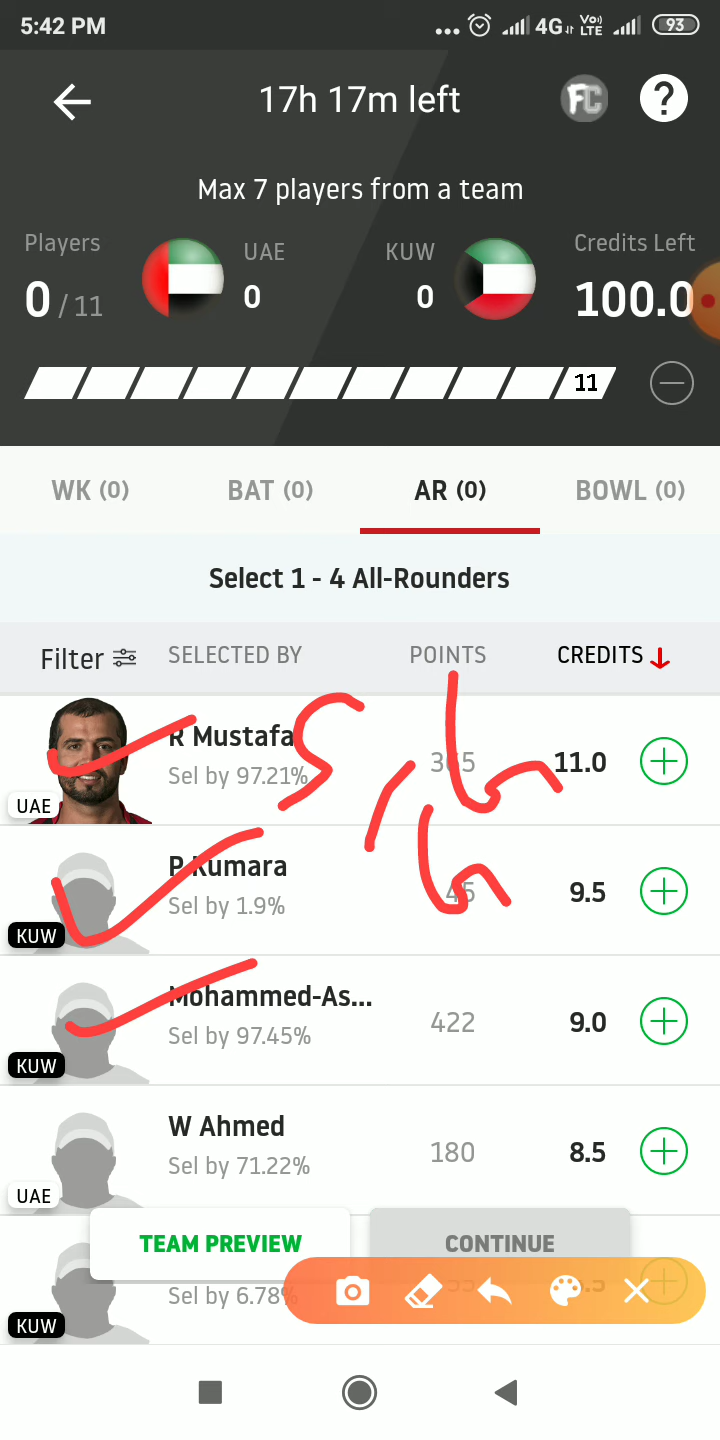 5:42 PM 4G Vo) LTE 93
17h 17m left FC ?
Max 7 players from a team
Players UAE KUW Credits Left
0 / 11 0 0 100.0
11
WK (0) BAT (0) AR (0) BOWL (0)
Select 1 - 4 All-Rounders
Filter SELECTED BY POINTS CREDITS
R Mustafa
Sel by 97.21% 11.0
UAE
P Kumara
Sel by 1.9% 45 9.5
KUW
Mohammed-As...
Sel by 97.45% 422 9.0
KUW
W Ahmed
Sel by 71.22% 180 8.5
UAE
TEAM PREVIEW CONTINUE
Sel by 6.78%
KUW